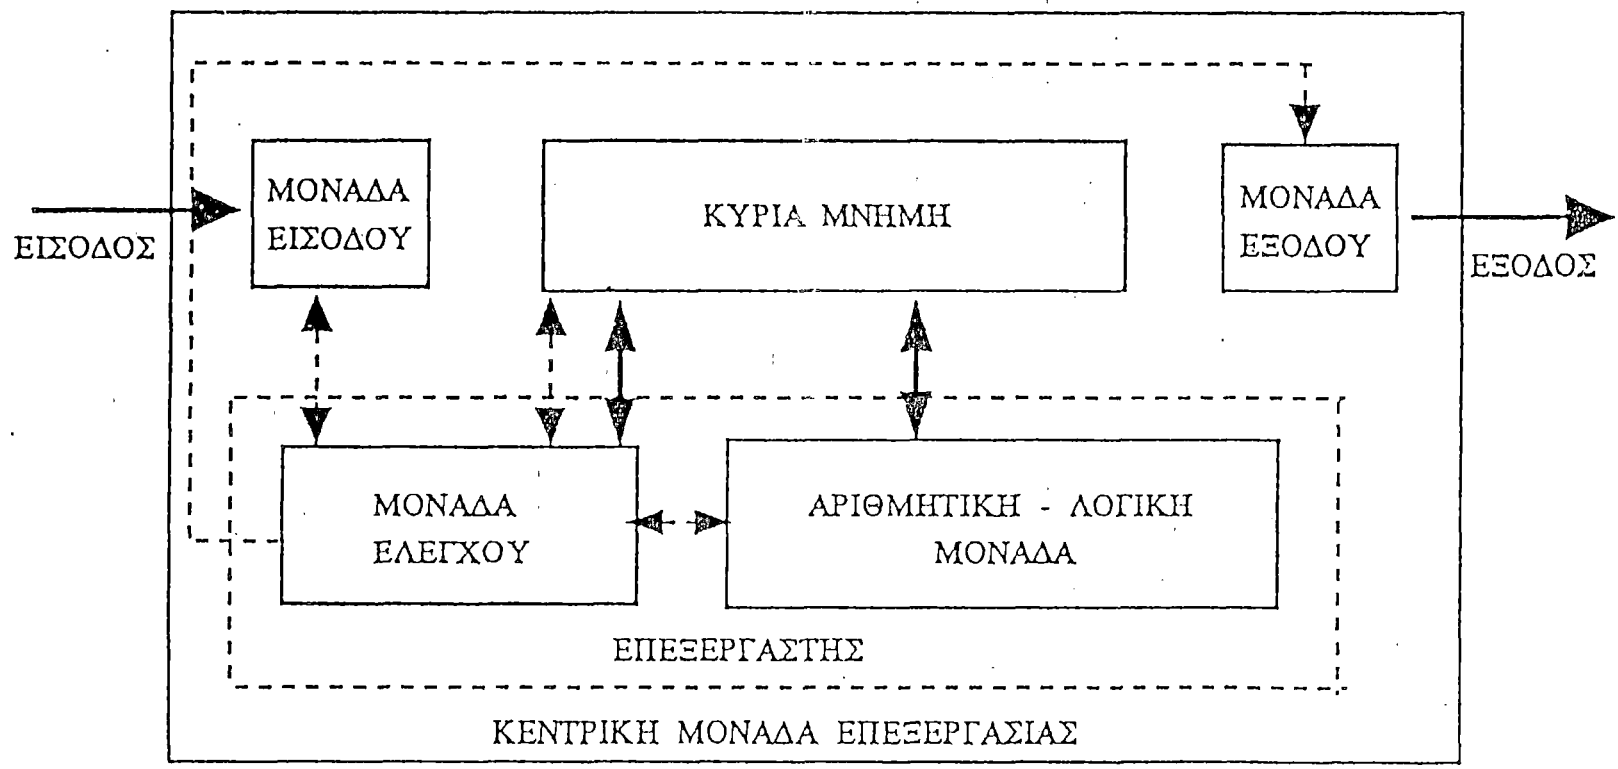 ΜΟΝΑΔΑ
ΕΙΣΟΔΟΥ
ΚΥΡΙΑ ΜΝΗΜΗ
ΜΟΝΑΔΑ
ΕΞΟΔΟΥ
ΕΙΣΟΔΟΣ
ΕΞΟΔΟΣ
ΜΟΝΑΔΑ
ΕΛΕΓΧΟΥ
ΑΡΙΘΜΗΤΙΚΗ - ΛΟΓΙΚΗ
ΜΟΝΑΔΑ
ΕΠΕΞΕΡΓΑΣΤΗΣ
ΚΕΝΤΡΙΚΗ ΜΟΝΑΔΑ ΕΠΕΞΕΡΓΑΣΙΑΣ